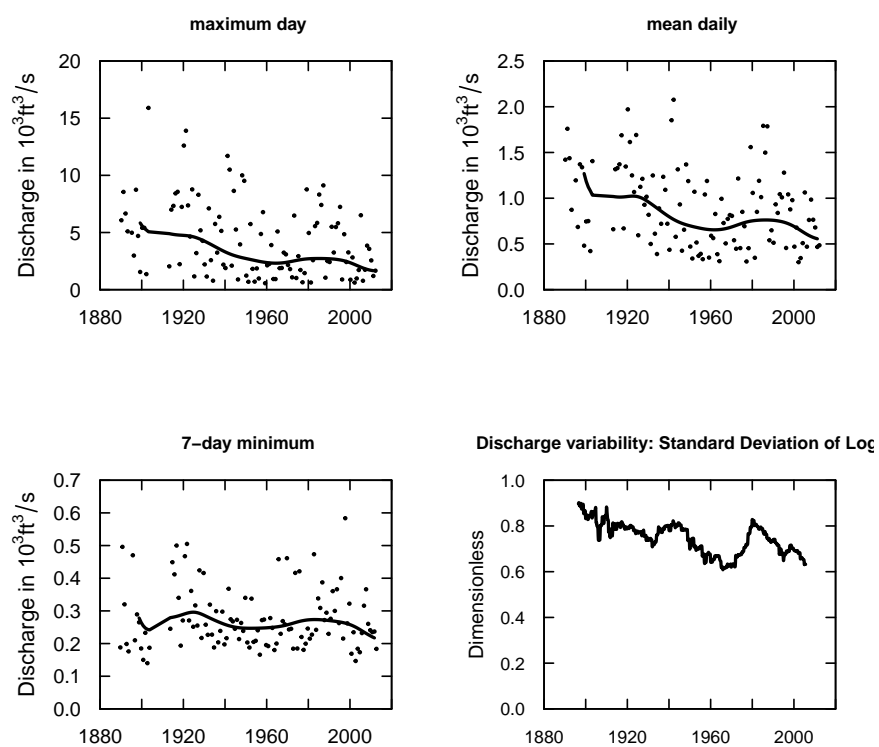 maximum day
Discharge in 10³ft³/s
20
15
10
5
0
1880 1920 1960 2000
mean daily
Discharge in 10³ft³/s
2.5
2.0
1.5
1.0
0.5
0.0
1880 1920 1960 2000
7−day minimum
Discharge in 10³ft³/s
0.7
0.6
0.5
0.4
0.3
0.2
0.1
0.0
1880 1920 1960 2000
Discharge variability: Standard Deviation of Log
Dimensionless
1.0
0.8
0.6
0.4
0.2
0.0
1880 1920 1960 2000